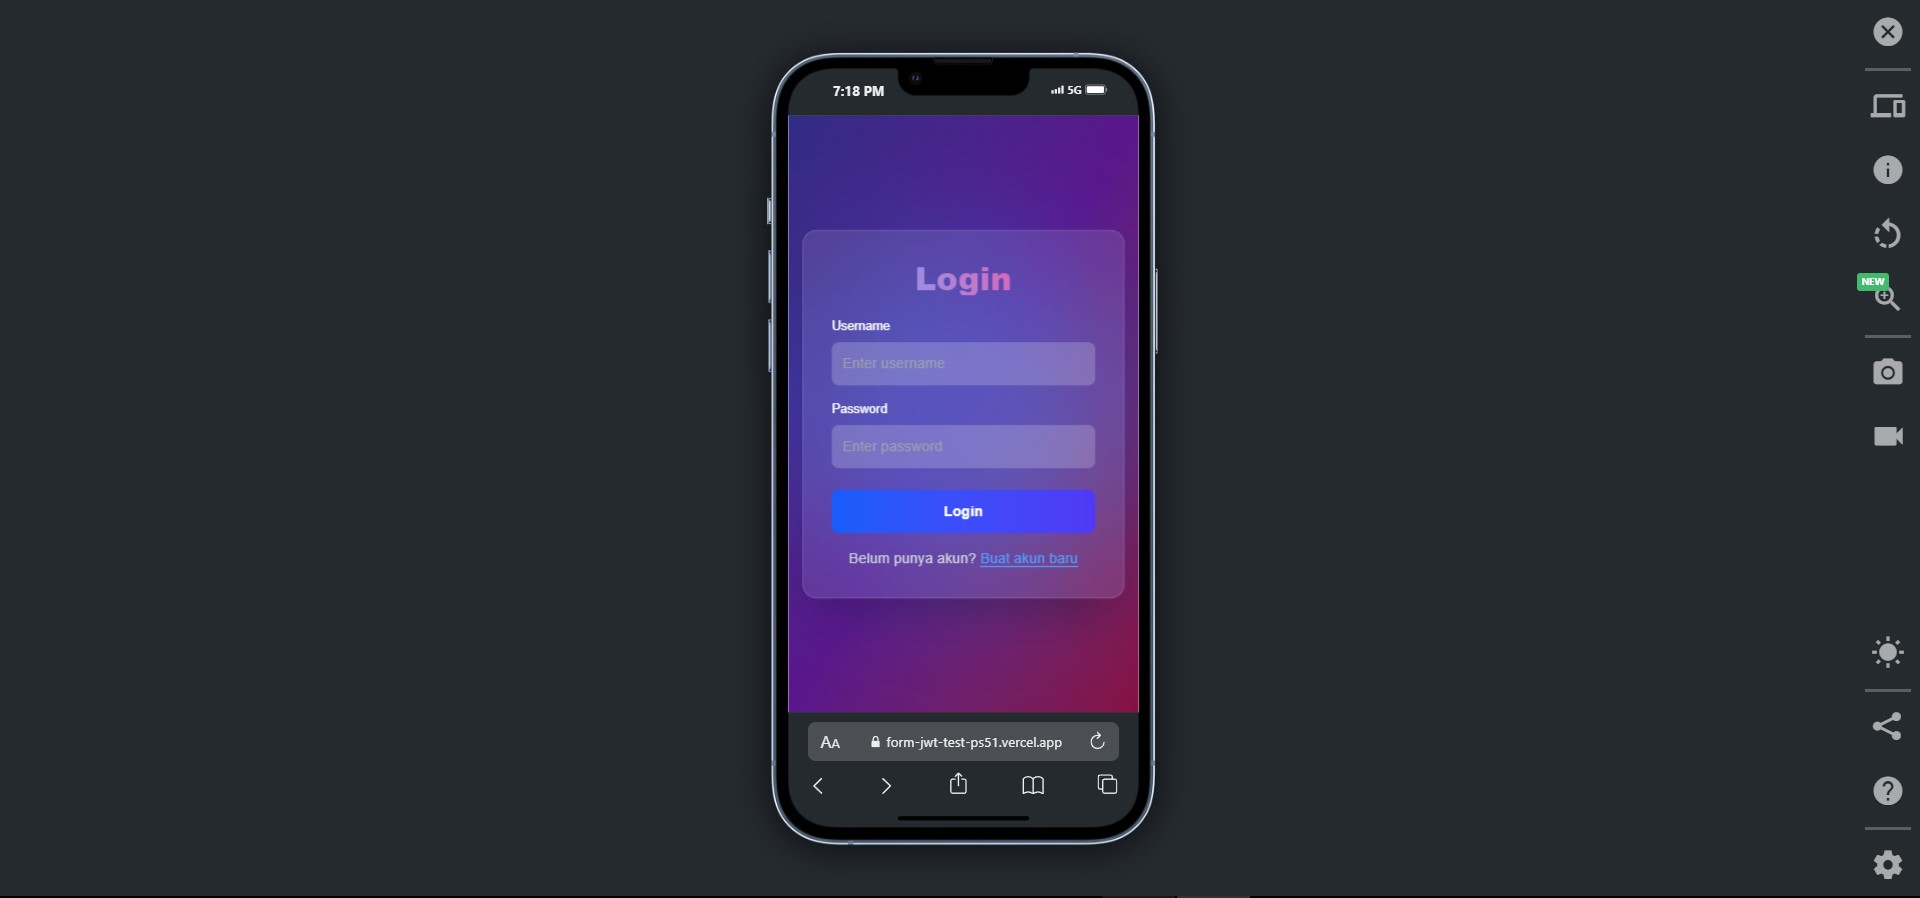 7:18 PM
5G
Login
Username
Enter username
Password
Enter password
Login
Belum punya akun? Buat akun baru
AA
form-jwt-test-ps51.vercel.app
NEW